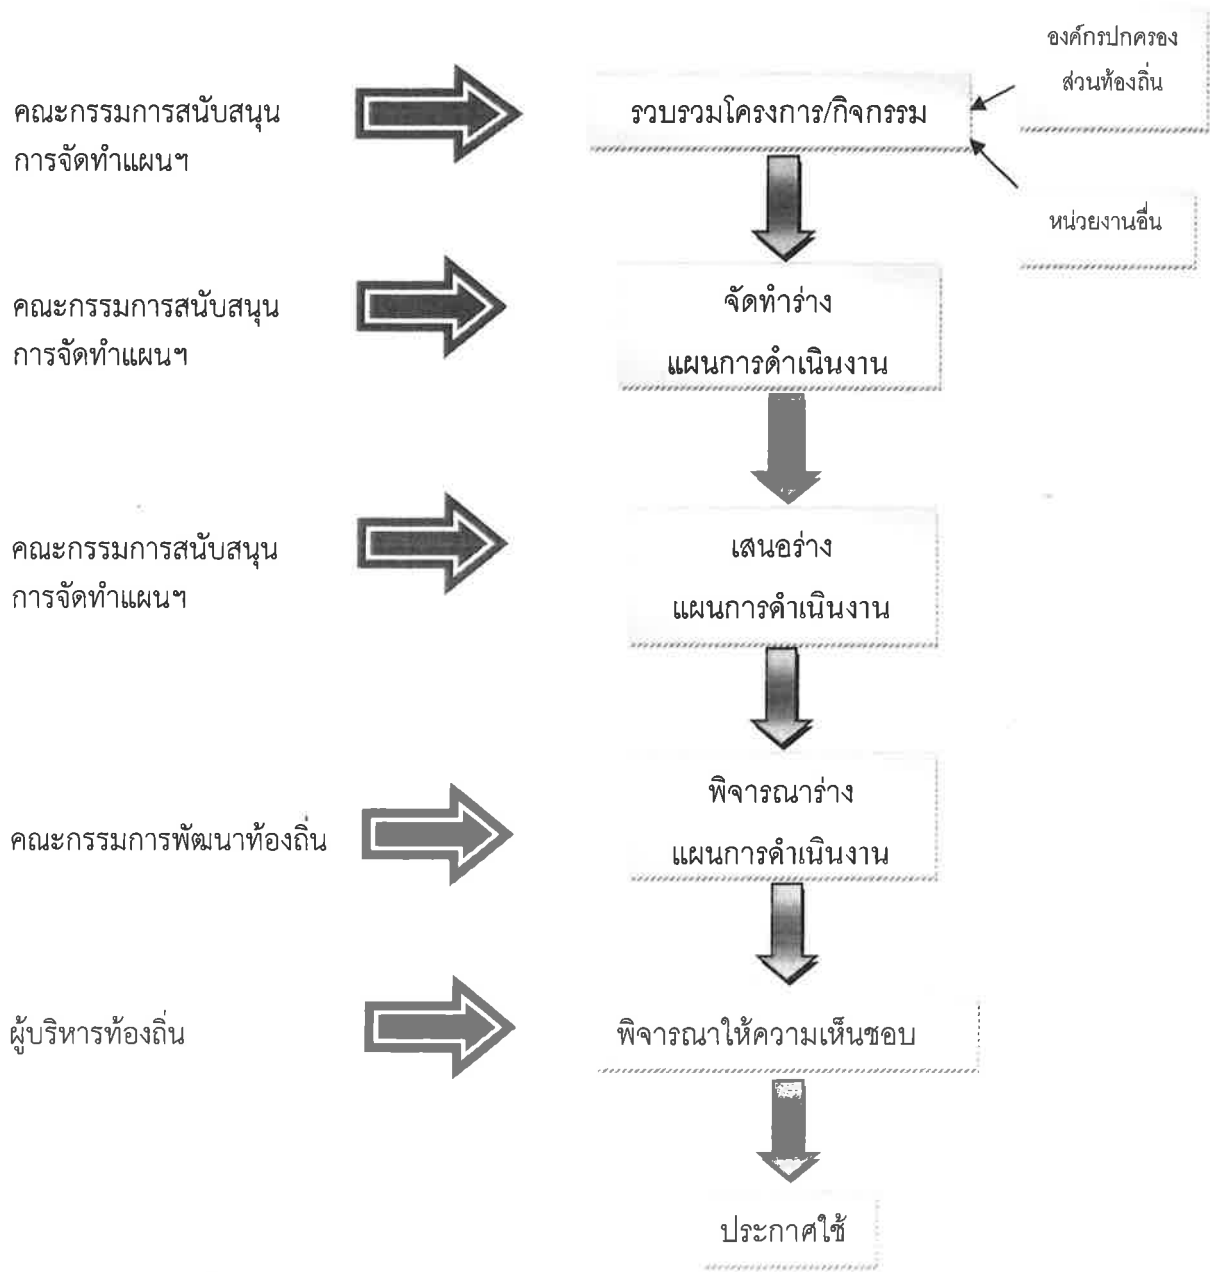 องค์กรปกครอง
ส่วนท้องถิ่น
คณะกรรมการสนับสนุน
การจัดทำแผนฯ
รวบรวมโครงการ/กิจกรรม
หน่วยงานอื่น
คณะกรรมการสนับสนุน
การจัดทำแผนฯ
จัดทำร่าง
แผนการดำเนินงาน
คณะกรรมการสนับสนุน
การจัดทำแผนฯ
เสนอร่าง
แผนการดำเนินงาน
คณะกรรมการพัฒนาท้องถิ่น
พิจารณาร่าง
แผนการดำเนินงาน
ผู้บริหารท้องถิ่น
พิจารณาให้ความเห็นชอบ
ประกาศใช้